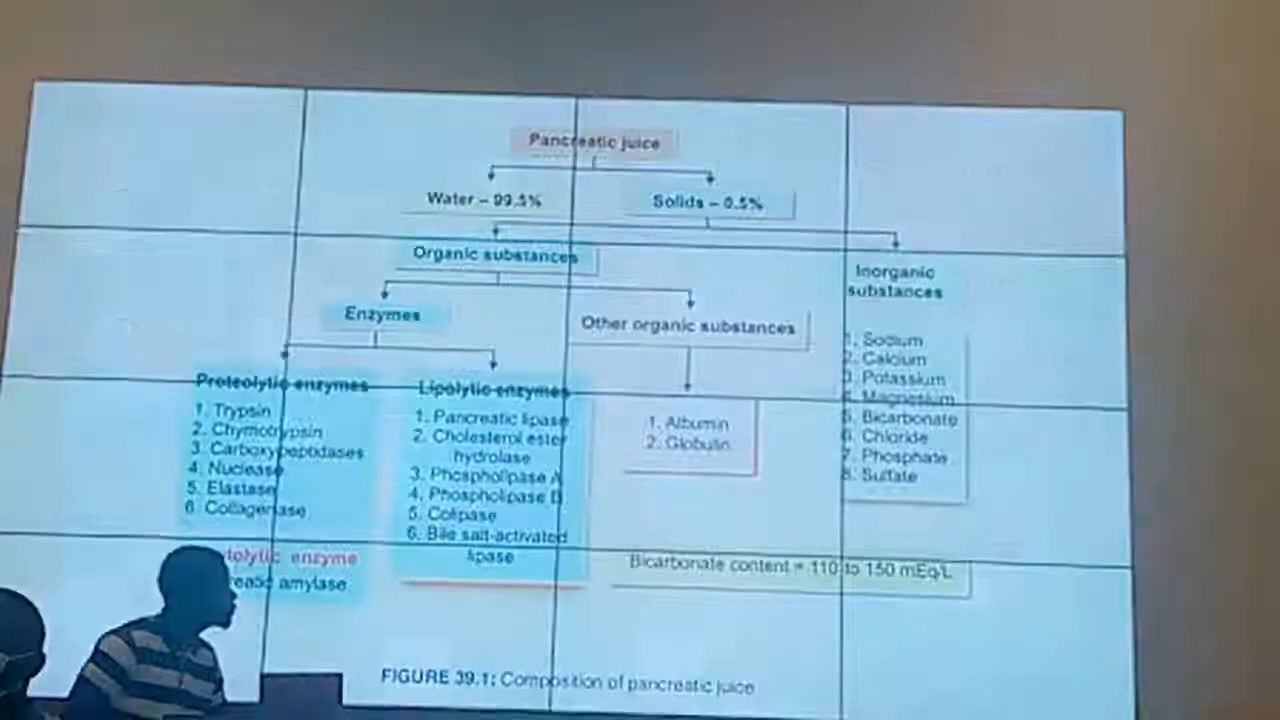 Pancreatic juice
Water – 99.5%
Solids – 0.5%
Organic substances
Inorganic
substances
Enzymes
Other organic substances
Proteolytic enzymes
1. Trypsin
2. Chymotrypsin
3. Carboxypeptidases
4. Nuclease
5. Elastase
6. Collagenase
Lipolytic enzymes
1. Pancreatic lipase
2. Cholesterol ester
hydrolase
3. Phospholipase A
4. Phospholipase B
5. Colipase
6. Bile salt-activated
lipase
1. Albumin
2. Globulin
1. Sodium
2. Calcium
3. Potassium
4. Magnesium
5. Bicarbonate
6. Chloride
7. Phosphate
8. Sulfate
enzyme
amylase
Bicarbonate content = 110 to 150 mEq/L
FIGURE 39.1: Composition of pancreatic juice